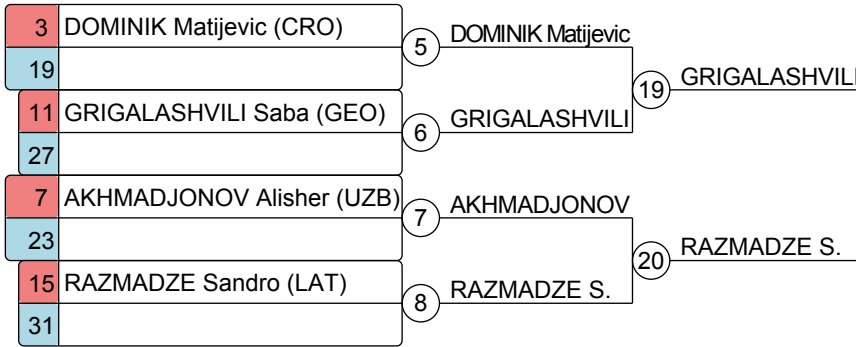 3 DOMINIK Matijevic (CRO)
19
5 DOMINIK Matijevic
11 GRIGALASHVILI Saba (GEO)
27
6 GRIGALASHVILI
19 GRIGALASHVILI
7 AKHMADJONOV Alisher (UZB)
23
7 AKHMADJONOV
15 RAZMADZE Sandro (LAT)
31
8 RAZMADZE S.
20 RAZMADZE S.